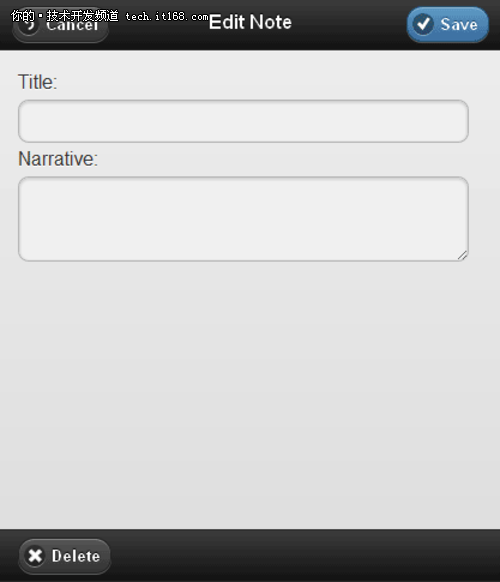 你的·技术开发频道 tech.it168.com
Cancel
Edit Note
Save
Title:
Narrative:
Delete